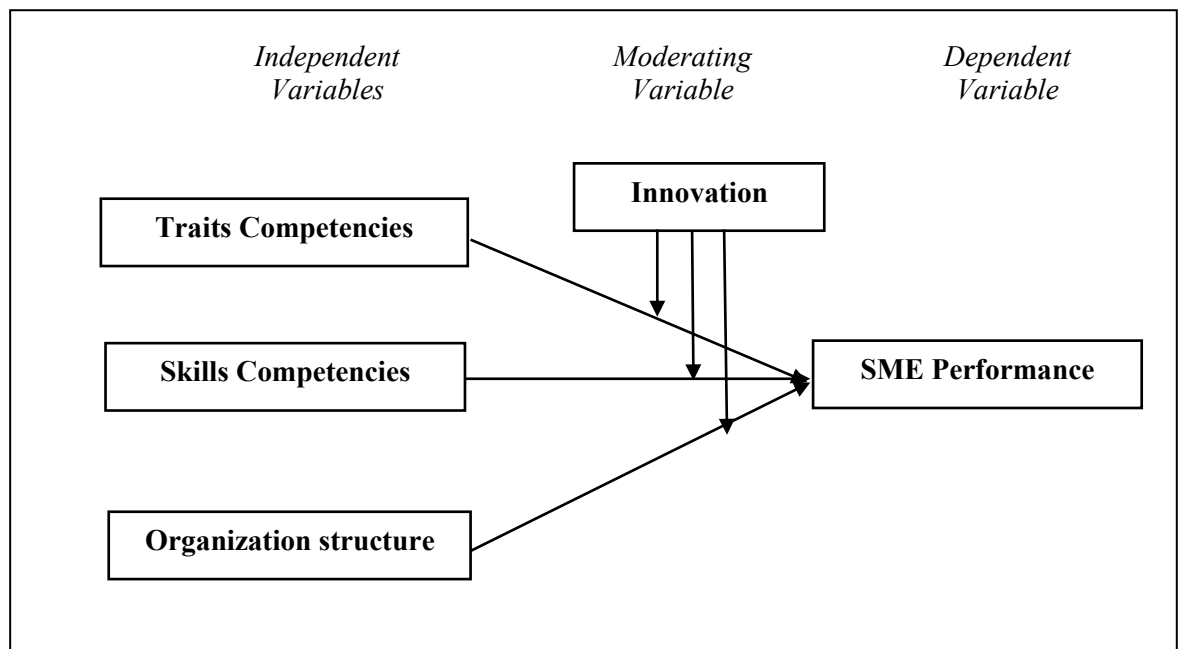 Independent
Variables
Moderating
Variable
Dependent
Variable
Innovation
Traits Competencies
Skills Competencies
SME Performance
Organization structure